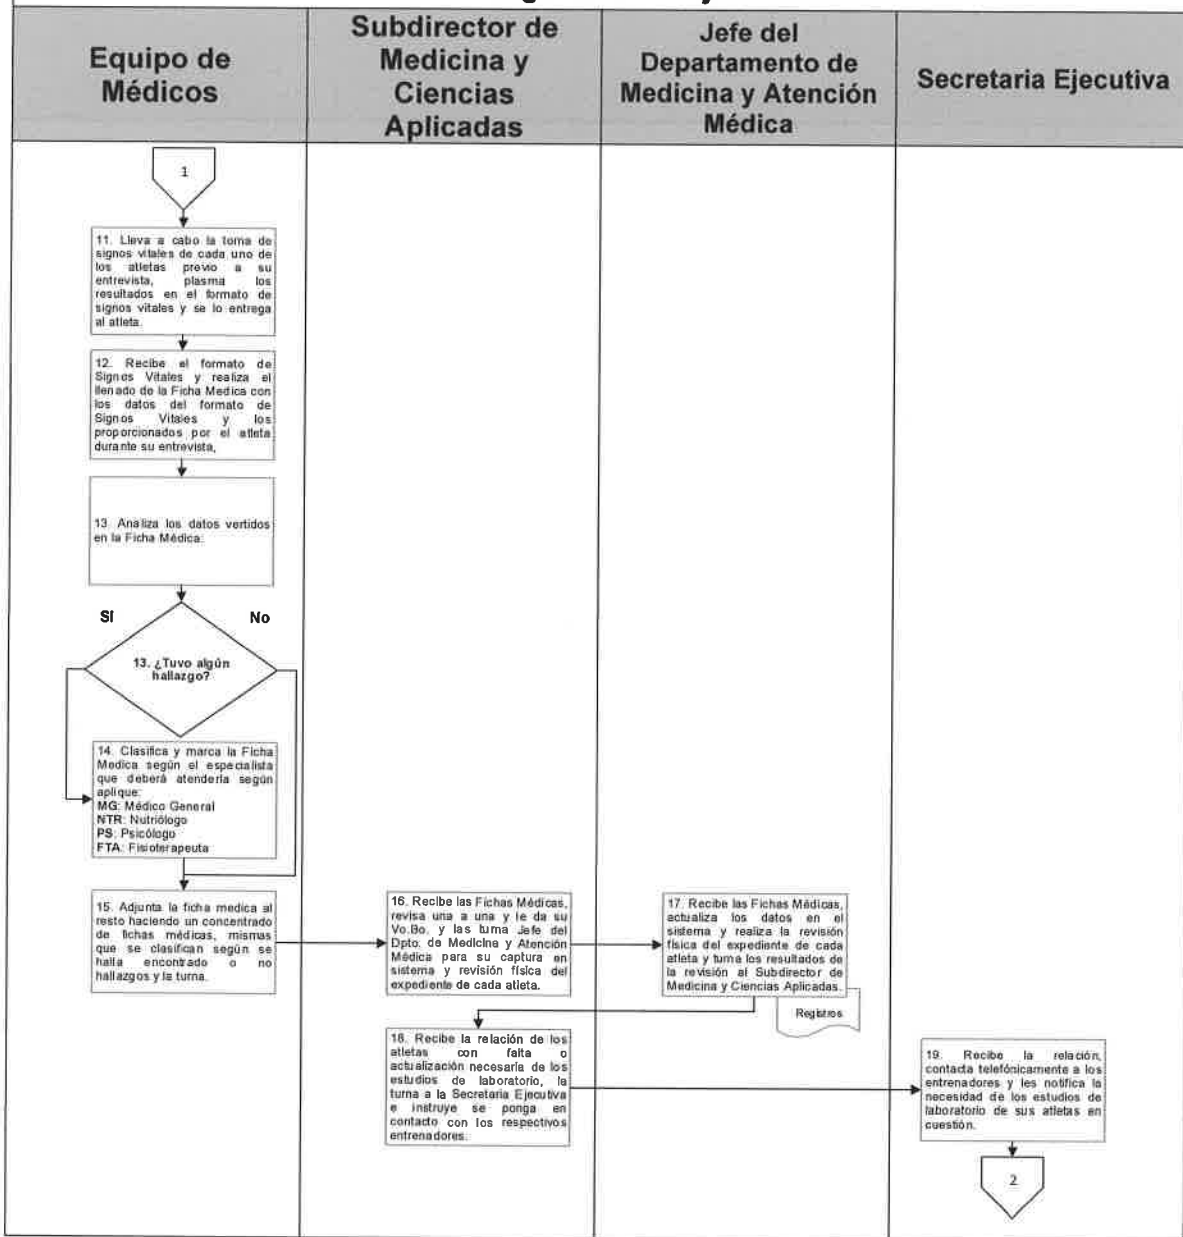 Equipo de
Médicos
Subdirector de
Medicina y
Ciencias
Aplicadas
Jefe del
Departamento de
Medicina y Atención
Médica
Secretaria Ejecutiva
1
11. Lleva a cabo la toma de
signos vitales de cada uno de
los atletas previo a su
entrevista, plasma los
resultados en el formato de
signos vitales y se lo entrega
al atleta.
12. Recibe el formato de
Signos Vitales y realiza el
llenado de la Ficha Medica con
los datos del formato de
Signos Vitales y los
proporcionados por el atleta
durante su entrevista,
13. Analiza los datos vertidos
en la Ficha Médica:
Sí
No
13. ¿Tuvo algún
hallazgo?
14. Clasifica y marca la Ficha
Medica según el especialista
que deberá atenderla según
aplique:
MG: Médico General
NTR: Nutriólogo
PS: Psicólogo
FTA: Fisioterapeuta
15. Adjunta la ficha medica al
resto haciendo un concentrado
de fichas médicas, mismas
que se clasifican según se
halla encontrado o no
hallazgos y la turna.
16. Recibe las Fichas Médicas,
revisa una a una y le da su
Vo.Bo. y las turna Jefe del
Dpto. de Medicina y Atención
Médica para su captura en
sistema y revisión física del
expediente de cada atleta.
17. Recibe las Fichas Médicas,
actualiza los datos en el
sistema y realiza la revisión
física del expediente de cada
atleta y turna los resultados de
la revisión al Subdirector de
Medicina y Ciencias Aplicadas.
Registros
18. Recibe la relación de los
atletas con falta o
actualización necesaria de los
estudios de laboratorio, la
turna a la Secretaria Ejecutiva
e instruye se ponga en
contacto con los respectivos
entrenadores.
19. Recibe la relación,
contacta telefónicamente a los
entrenadores y les notifica la
necesidad de los estudios de
laboratorio de sus atletas en
cuestión.
2